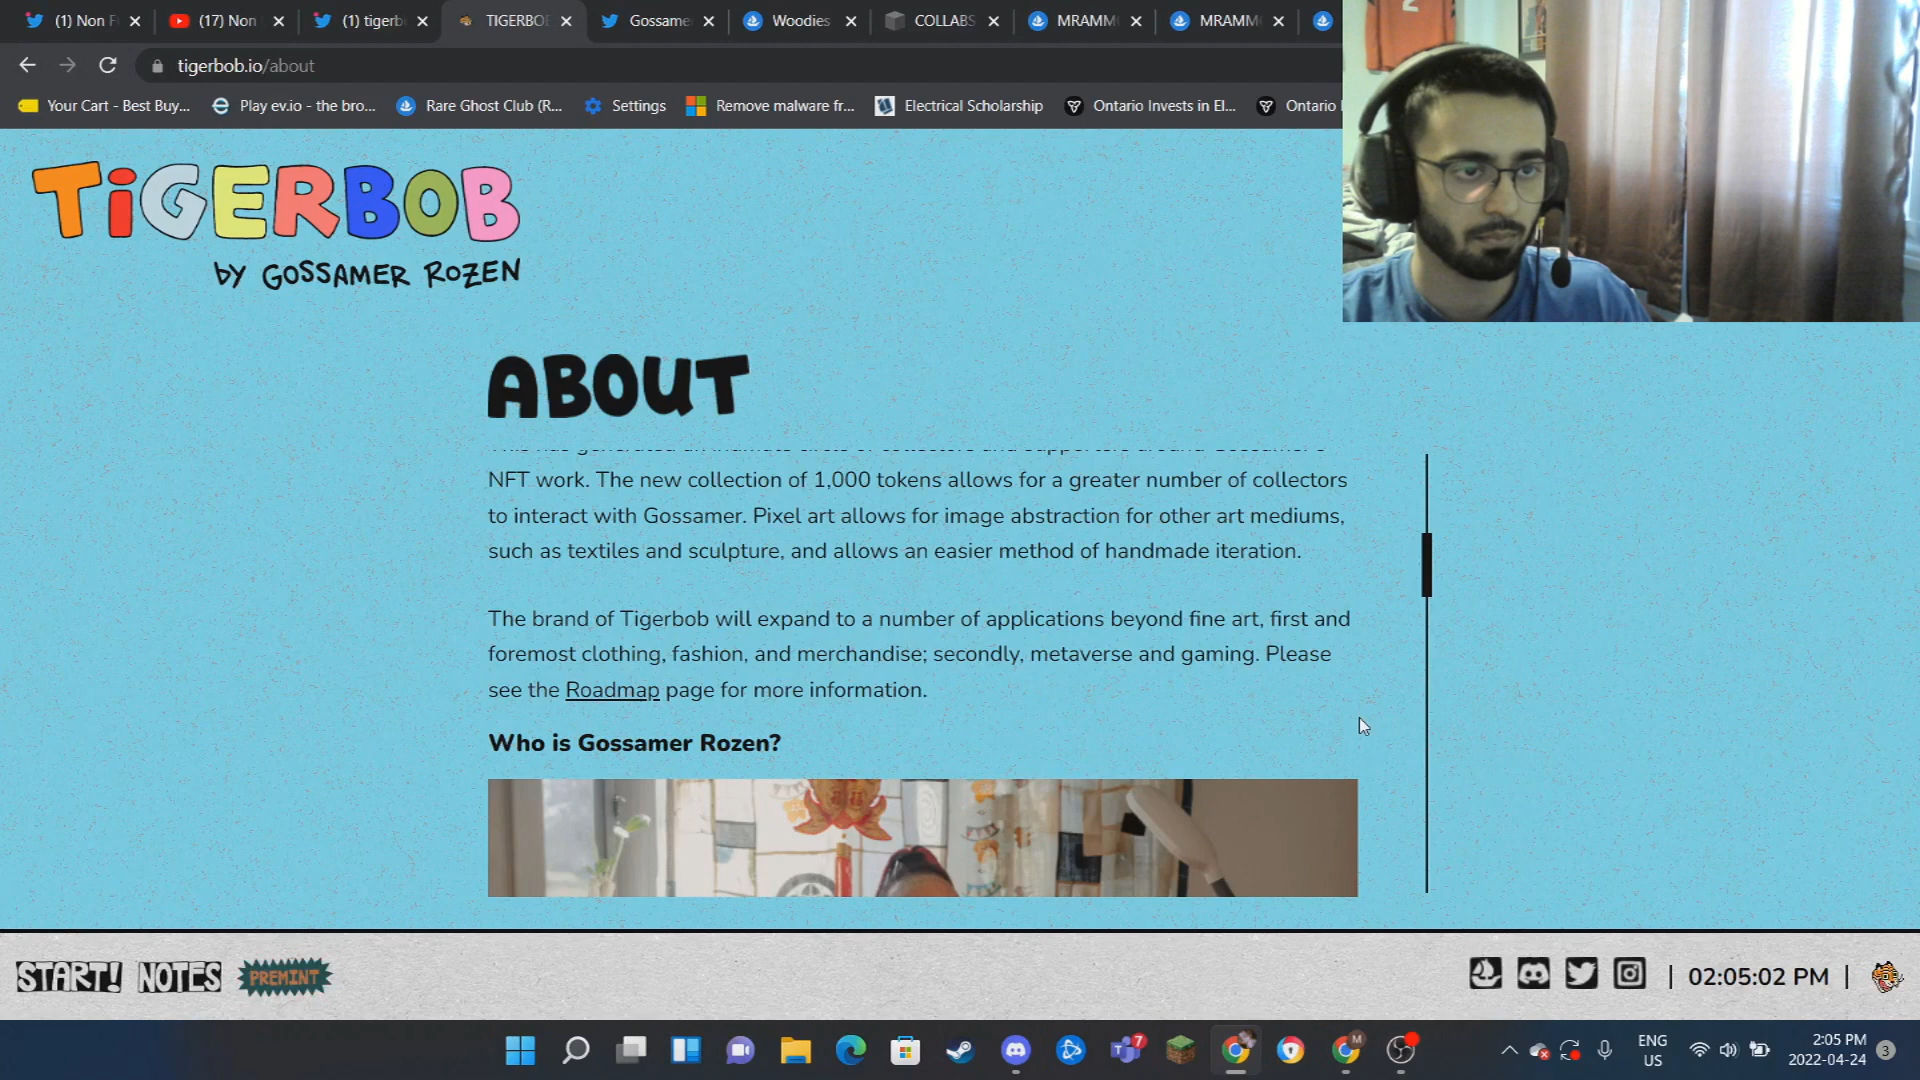 (1) Non F
(17) Non
(1) tigerb
TIGERBOB
Gossame
Woodies
COLLABS
MRAMM
MRAMM
tigerbob.io/about
Your Cart - Best Buy...
Play ev.io - the bro...
Rare Ghost Club (R...
Settings
Remove malware fr...
Electrical Scholarship
Ontario Invests in El...
Ontario
TiGERBOB
by GOSSAMER ROZEN
ABOUT
NFT work. The new collection of 1,000 tokens allows for a greater number of collectors
to interact with Gossamer. Pixel art allows for image abstraction for other art mediums,
such as textiles and sculpture, and allows an easier method of handmade iteration.
The brand of Tigerbob will expand to a number of applications beyond fine art, first and
foremost clothing, fashion, and merchandise; secondly, metaverse and gaming. Please
see the Roadmap page for more information.
Who is Gossamer Rozen?
START! NOTES PREMINT
| 02:05:02 PM |
7
M
ENG
US
2:05 PM
2022-04-24
3